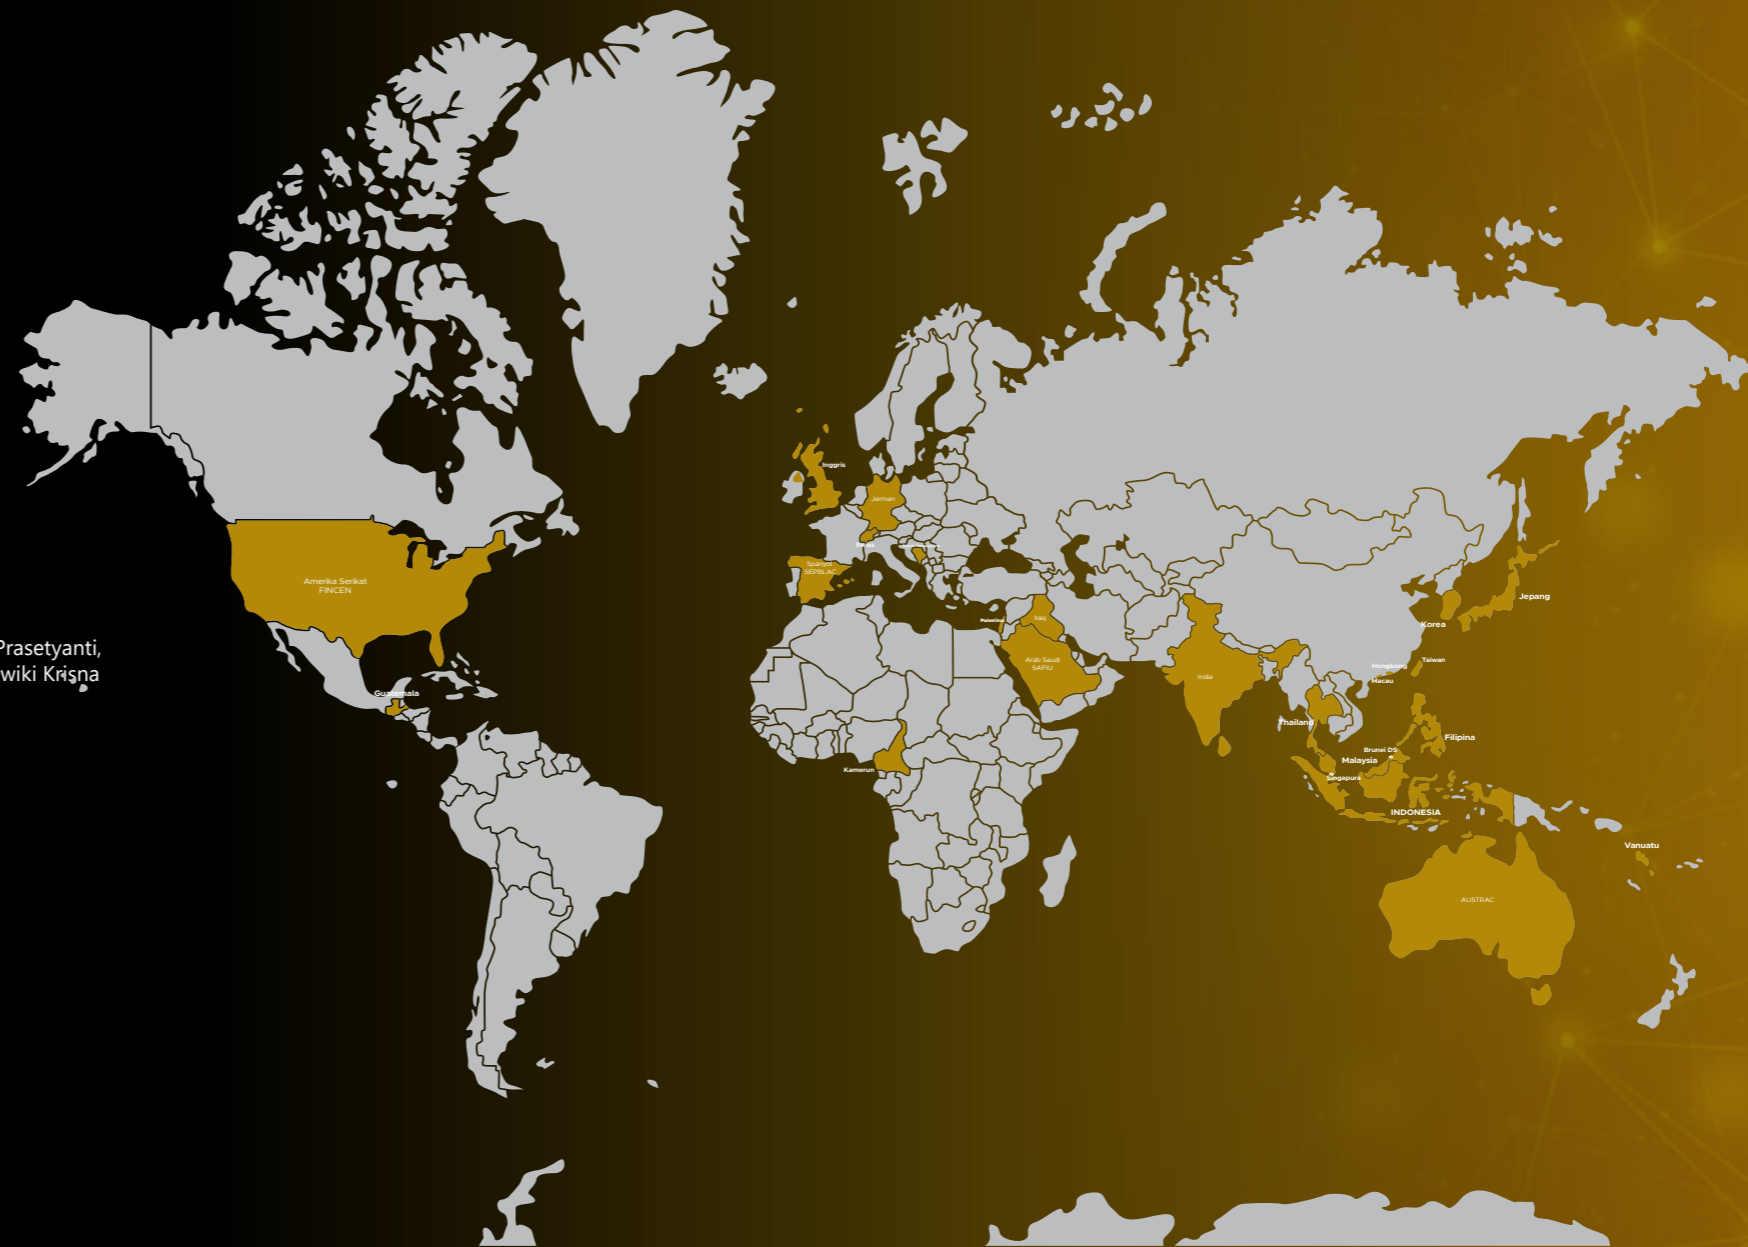 Inggris
Jerman
Spanyol
SEPBLAC
Amerika Serikat
FINCEN
Jepang
Palestina
Iraq
Korea
Prasetyanti,
wiki Krisna
Arab Saudi
SAFIU
Hongkong
Taiwan
India
Macau
Guatemala
Thailand
Filipina
Brunei DS
Malaysia
Kamerun
Singapura
INDONESIA
Vanuatu
AUSTRAC